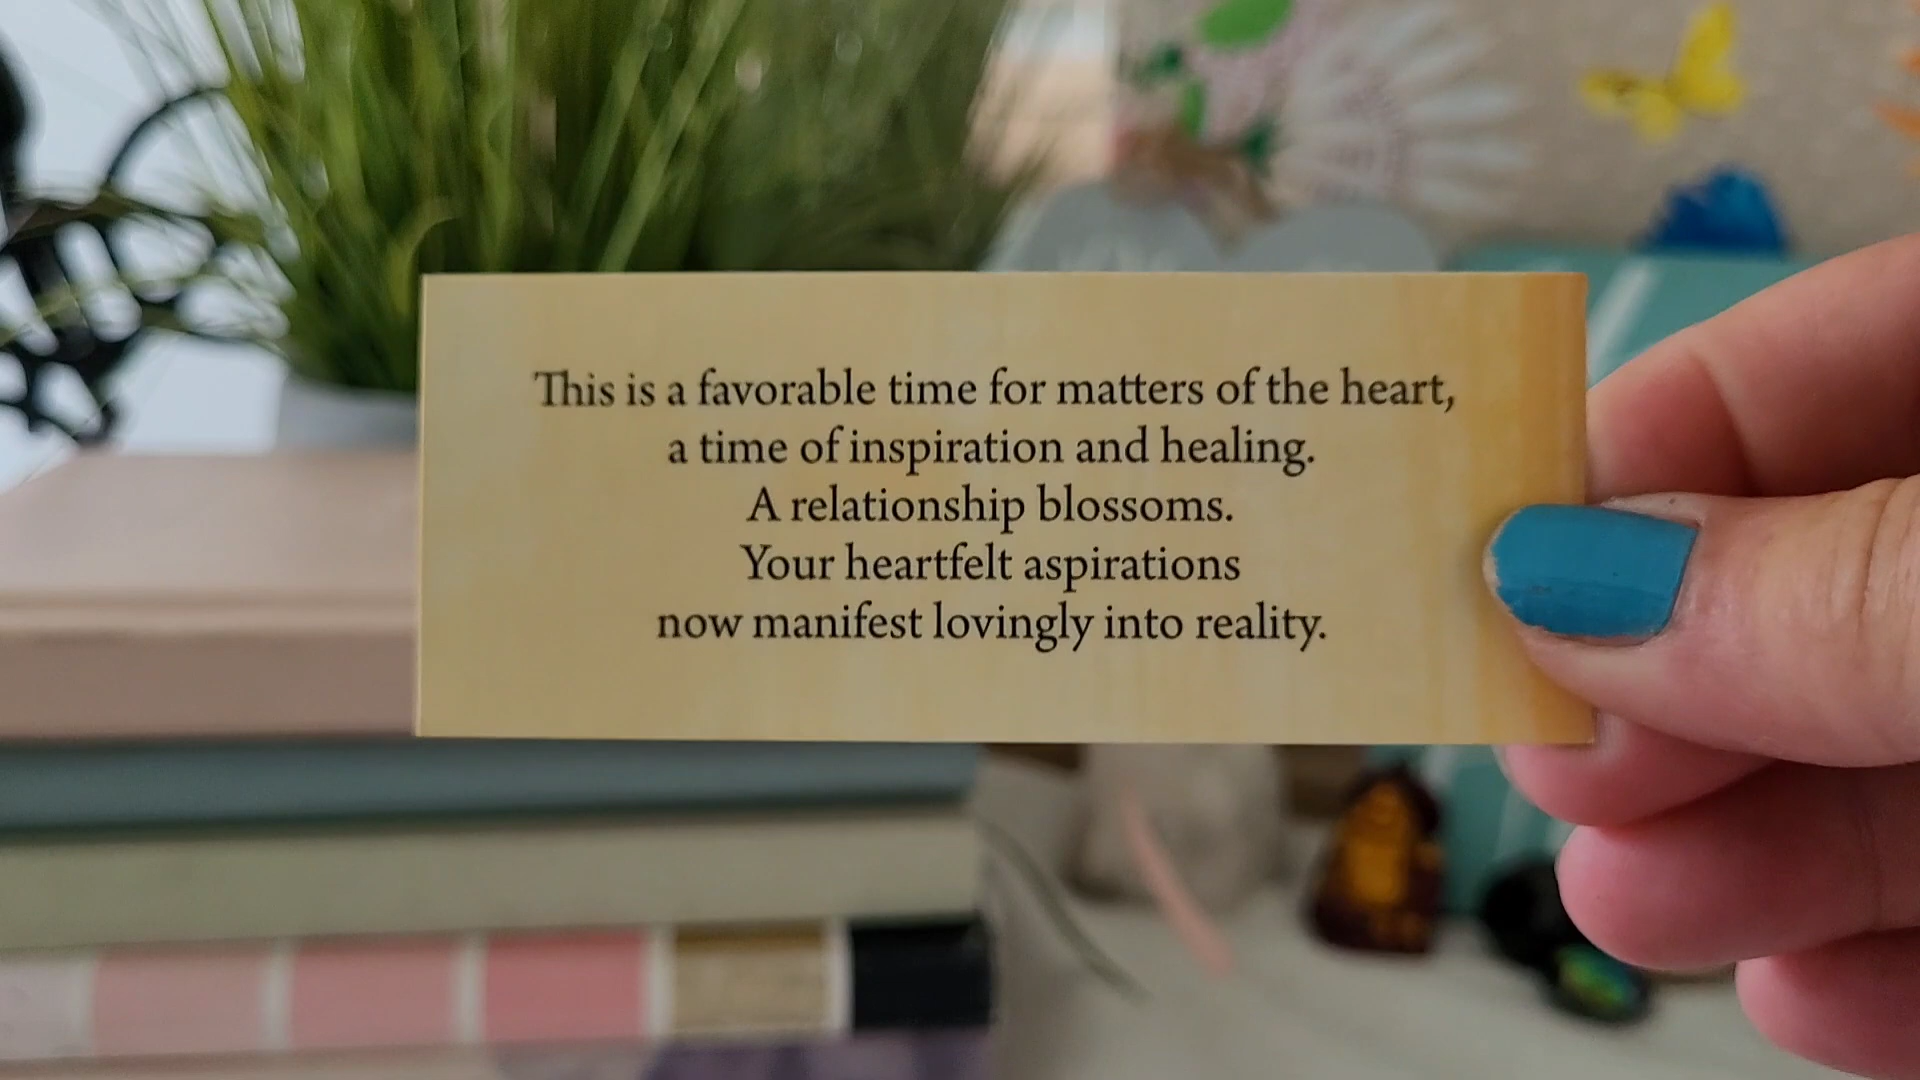 This is a favorable time for matters of the heart,
a time of inspiration and healing.
A relationship blossoms.
Your heartfelt aspirations
now manifest lovingly into reality.